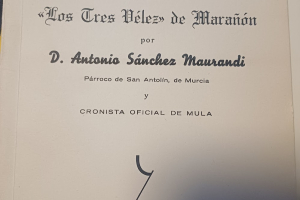 «Los Tres Vélez» de Marañón
por
D. Antonio Sánchez Maurandi
Párroco de San Antolín, de Murcia
y
CRONISTA OFICIAL DE MULA